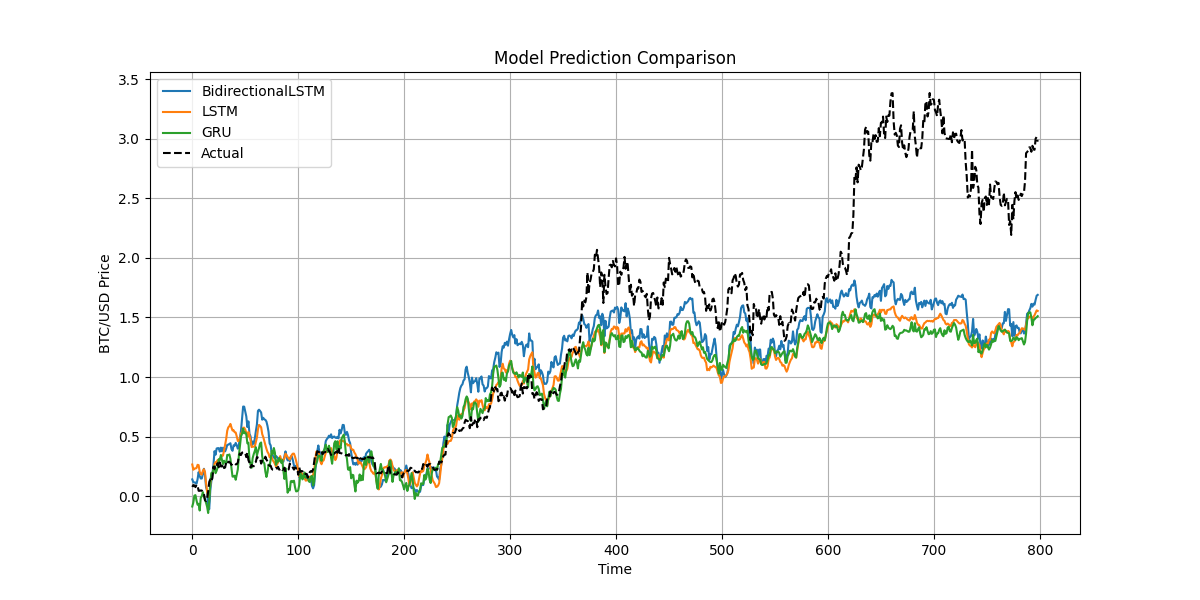 Model Prediction Comparison
BidirectionalLSTM
LSTM
GRU
Actual
BTC/USD Price
3.5
3.0
2.5
2.0
1.5
1.0
0.5
0.0
0 100 200 300 400 500 600 700 800
Time